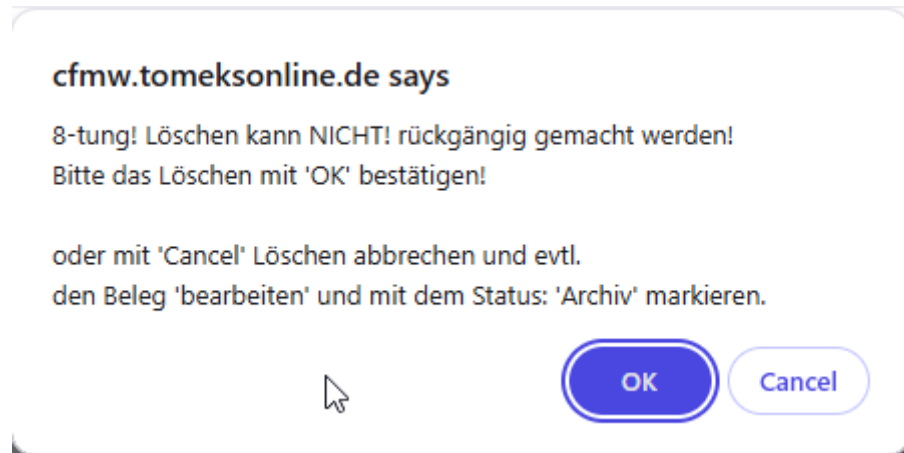 cfmw.tomeksonline.de says
8-tung! Löschen kann NICHT! rückgängig gemacht werden!
Bitte das Löschen mit 'OK' bestätigen!
oder mit 'Cancel' Löschen abbrechen und evtl.
den Beleg 'bearbeiten' und mit dem Status: 'Archiv' markieren.
OK
Cancel